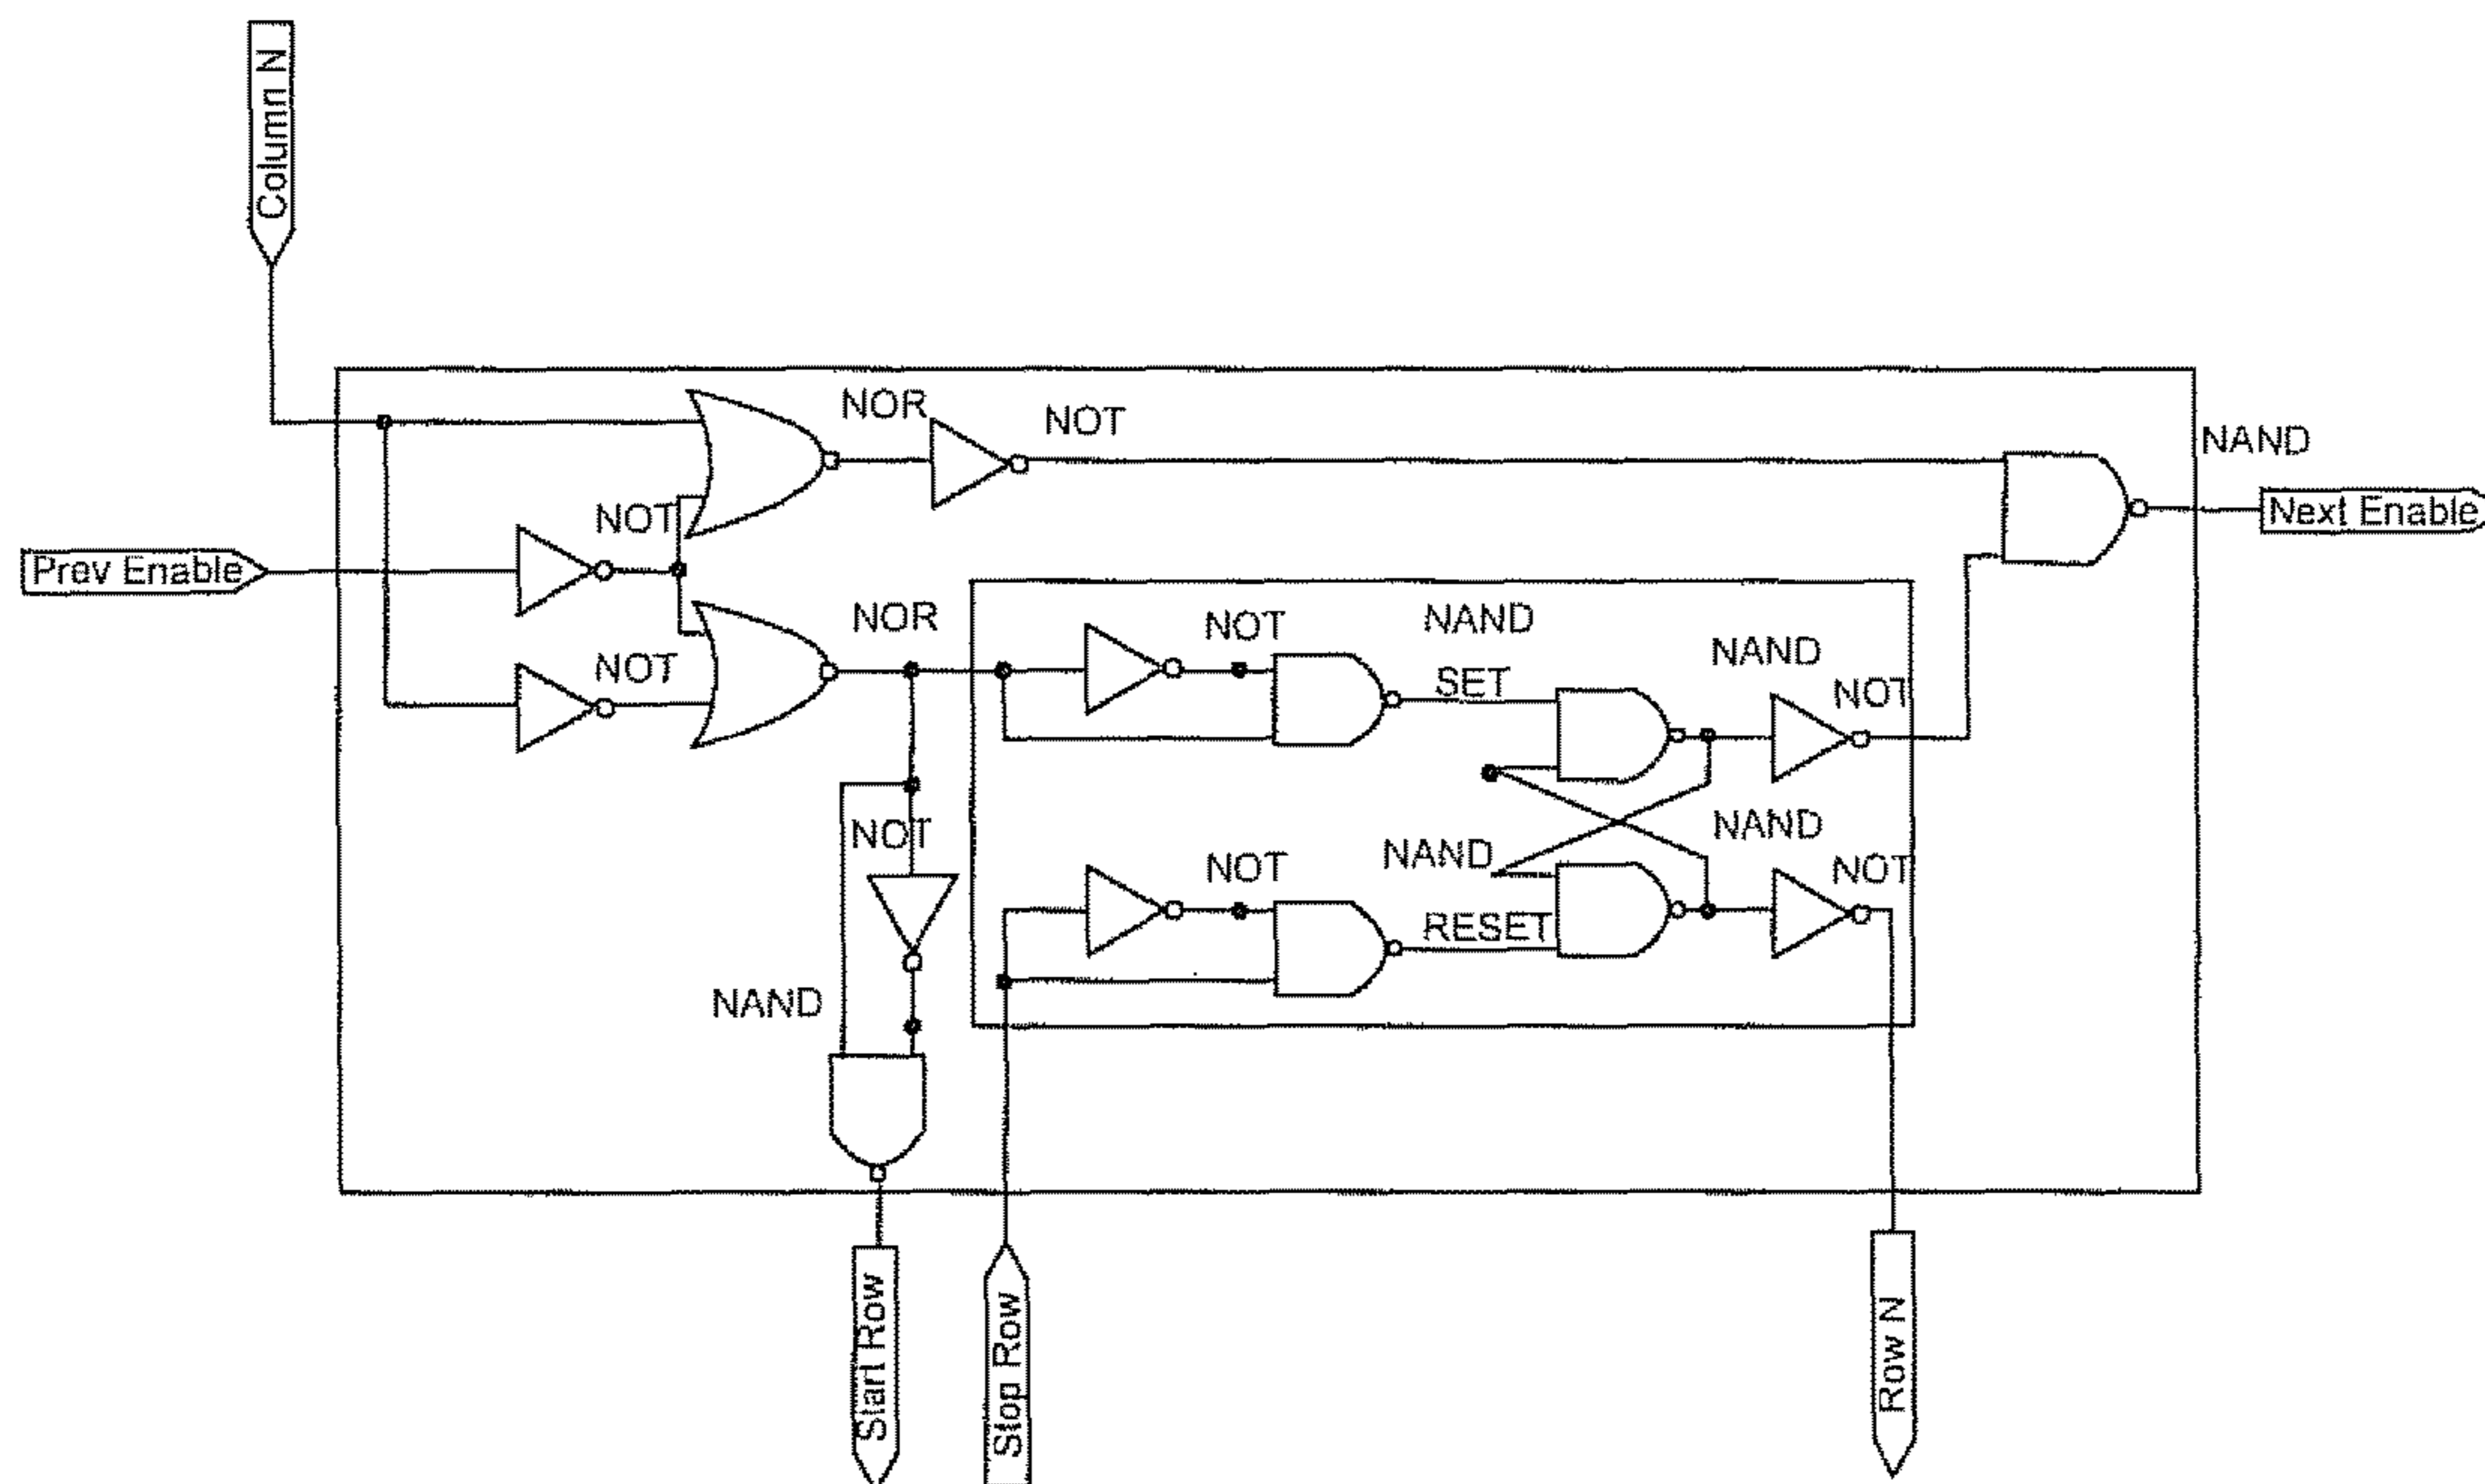 Column N
NOR
NOT
NAND
Next Enable
NOT
Prev Enable
NOR
NOT
NAND
NOT
SET
NAND
NOT
NOT
NOT
NAND
NAND
NOT
RESET
NAND
Start Row
Stop Row
Row N